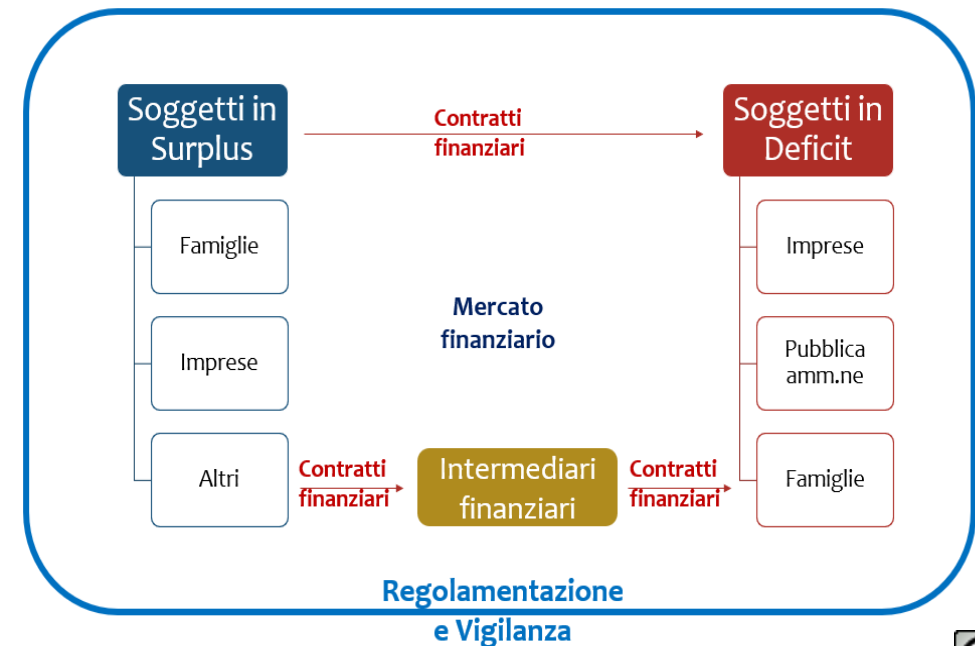 Soggetti in
Surplus
Contratti
finanziari
Soggetti in
Deficit
Famiglie
Imprese
Mercato
finanziario
Imprese
Pubblica
amm.ne
Altri
Contratti
finanziari
Intermediari
finanziari
Contratti
finanziari
Famiglie
Regolamentazione
e Vigilanza